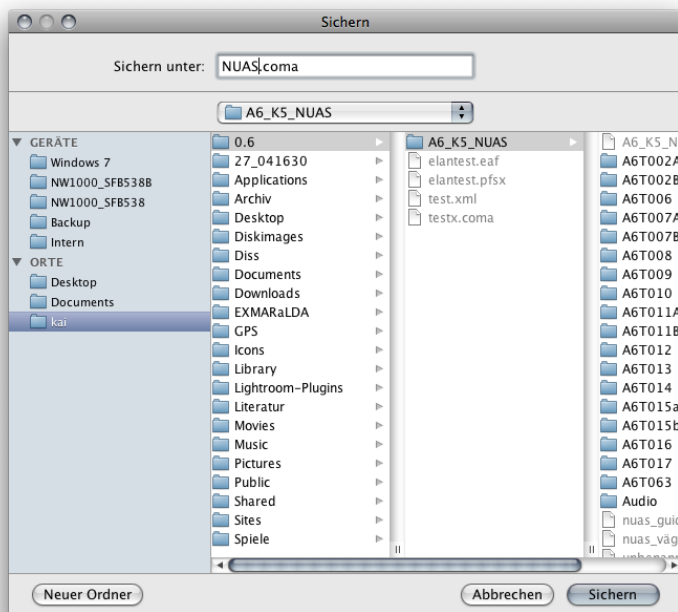 Sichern
Sichern unter: NUAS.coma
A6_K5_NUAS
GERÄTE
Windows 7
NW1000_SFB538B
NW1000_SFB538
Backup
Intern
ORTE
Desktop
Documents
kai
0.6
27_041630
Applications
Archiv
Desktop
Diskimages
Diss
Documents
Downloads
EXMARaLDA
GPS
Icons
Library
Lightroom-Plugins
Literatur
Movies
Music
Pictures
Public
Shared
Sites
Spiele
A6_K5_NUAS
elantest.eaf
elantest.pfsx
test.xml
testx.coma
A6_K5_N
A6T002A
A6T002B
A6T006
A6T007A
A6T007B
A6T008
A6T009
A6T010
A6T011A
A6T011B
A6T012
A6T013
A6T014
A6T015a
A6T015b
A6T016
A6T017
A6T063
Audio
nuas_guid
nuas_väg
Neuer Ordner
Abbrechen
Sichern